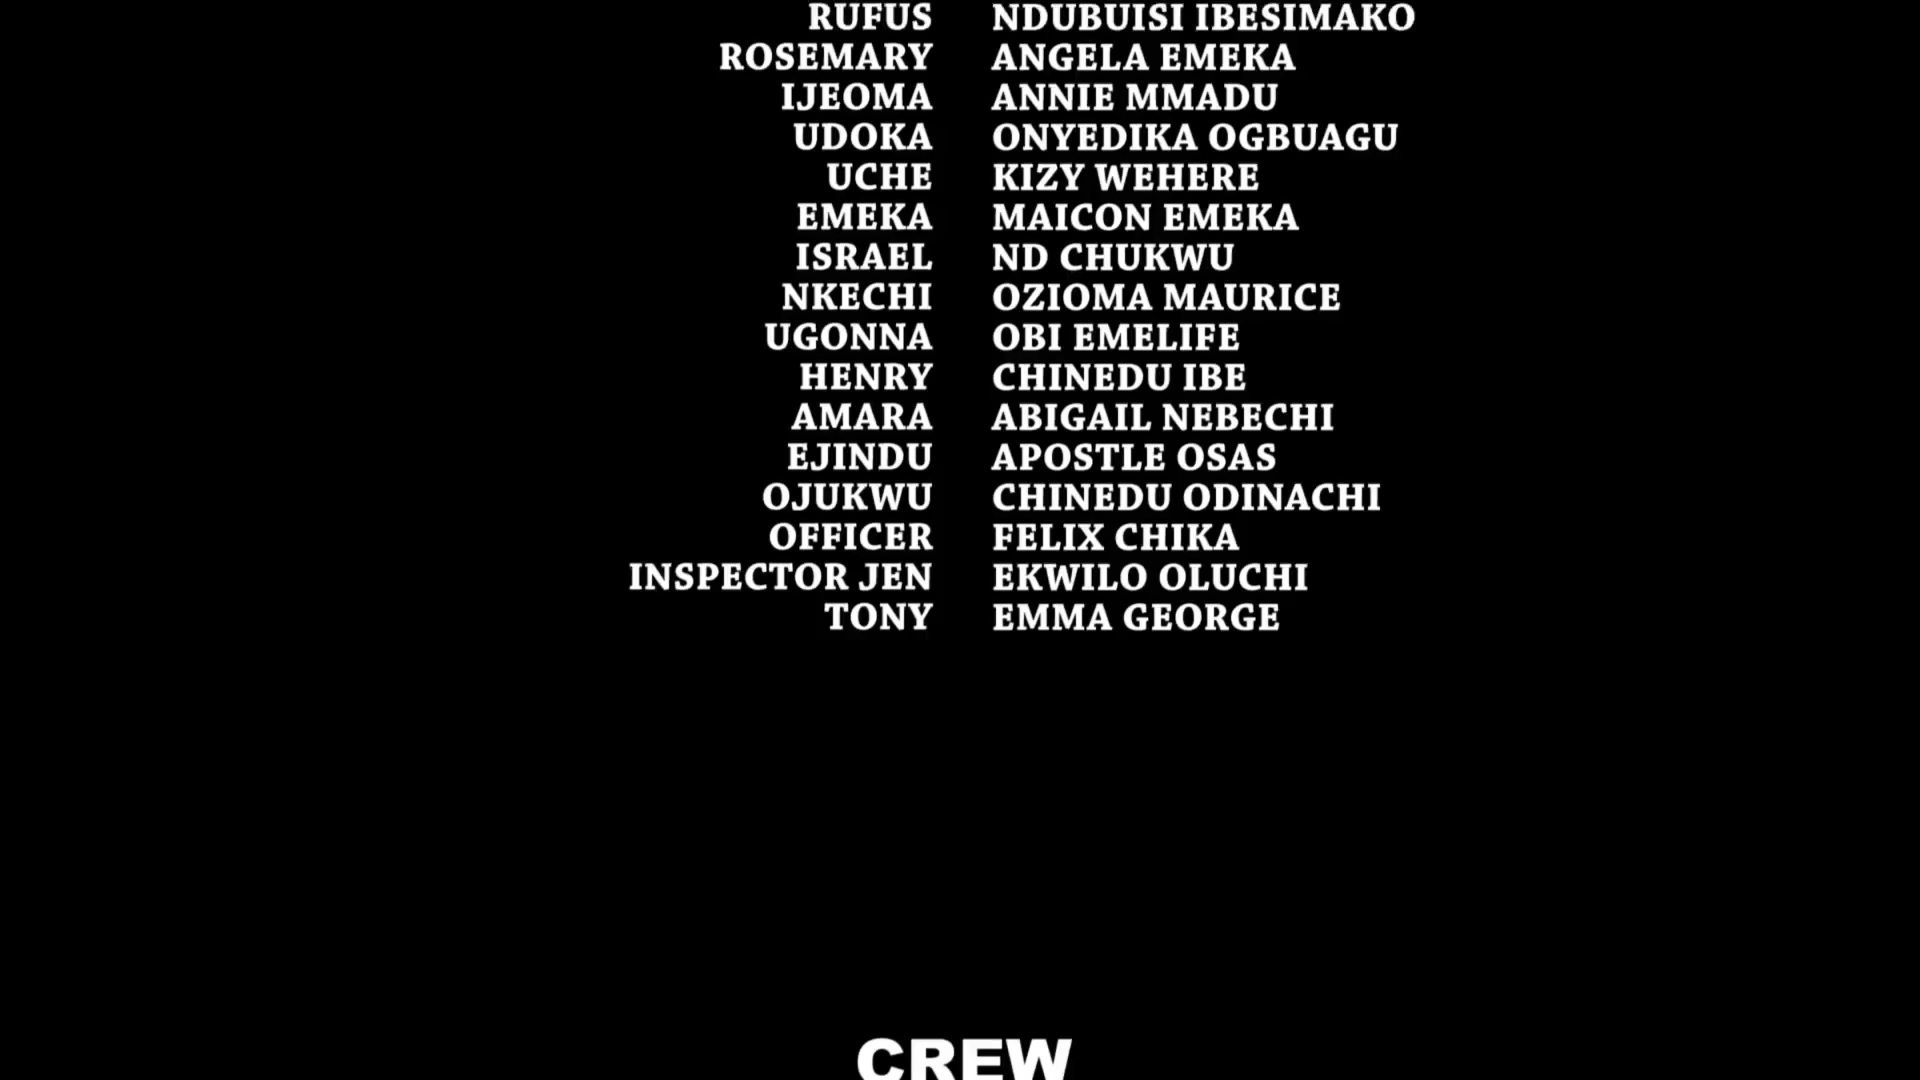 RUFUS NDUBUISI IBESIMAKO
ROSEMARY ANGELA EMEKA
IJEOMA ANNIE MMADU
UDOKA ONYEDIKA OGBUAGU
UCHE KIZY WEHERE
EMEKA MAICON EMEKA
ISRAEL ND CHUKWU
NKECHI OZIOMA MAURICE
UGONNA OBI EMELIFE
HENRY CHINEDU IBE
AMARA ABIGAIL NEBECHI
EJINDU APOSTLE OSAS
OJUKWU CHINEDU ODINACHI
OFFICER FELIX CHIKA
INSPECTOR JEN EKWILO OLUCHI
TONY EMMA GEORGE
CREW